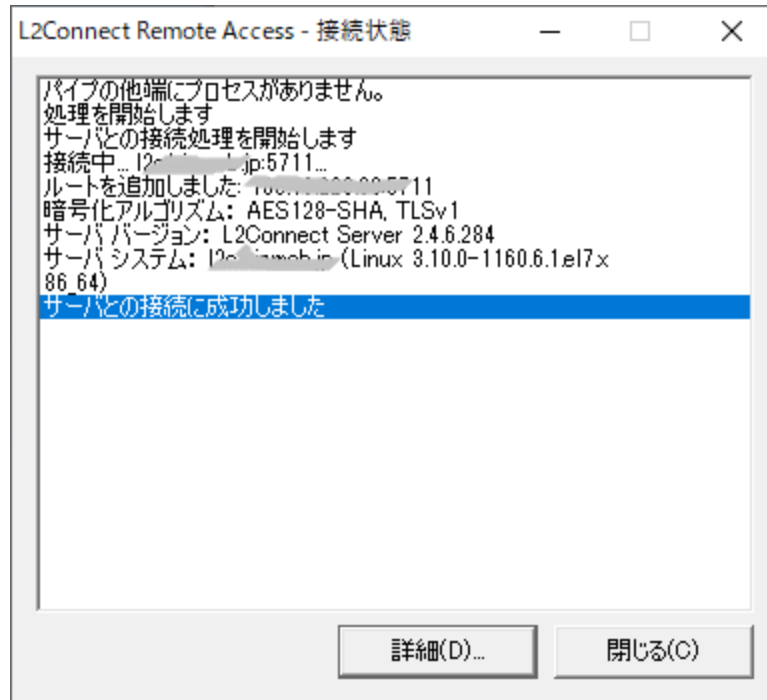 L2Connect Remote Access - 接続状態
パイプの他端にプロセスがありません。
処理を開始します
サーバとの接続処理を開始します
接続中... jp:5711...
ルートを追加しました: 5711
暗号化アルゴリズム: AES128-SHA, TLSv1
サーバ バージョン: L2Connect Server 2.4.6.284
サーバ システム: (Linux 3.10.0-1160.6.1.el7.x
86_64)
サーバとの接続に成功しました
詳細(D)... 閉じる(C)